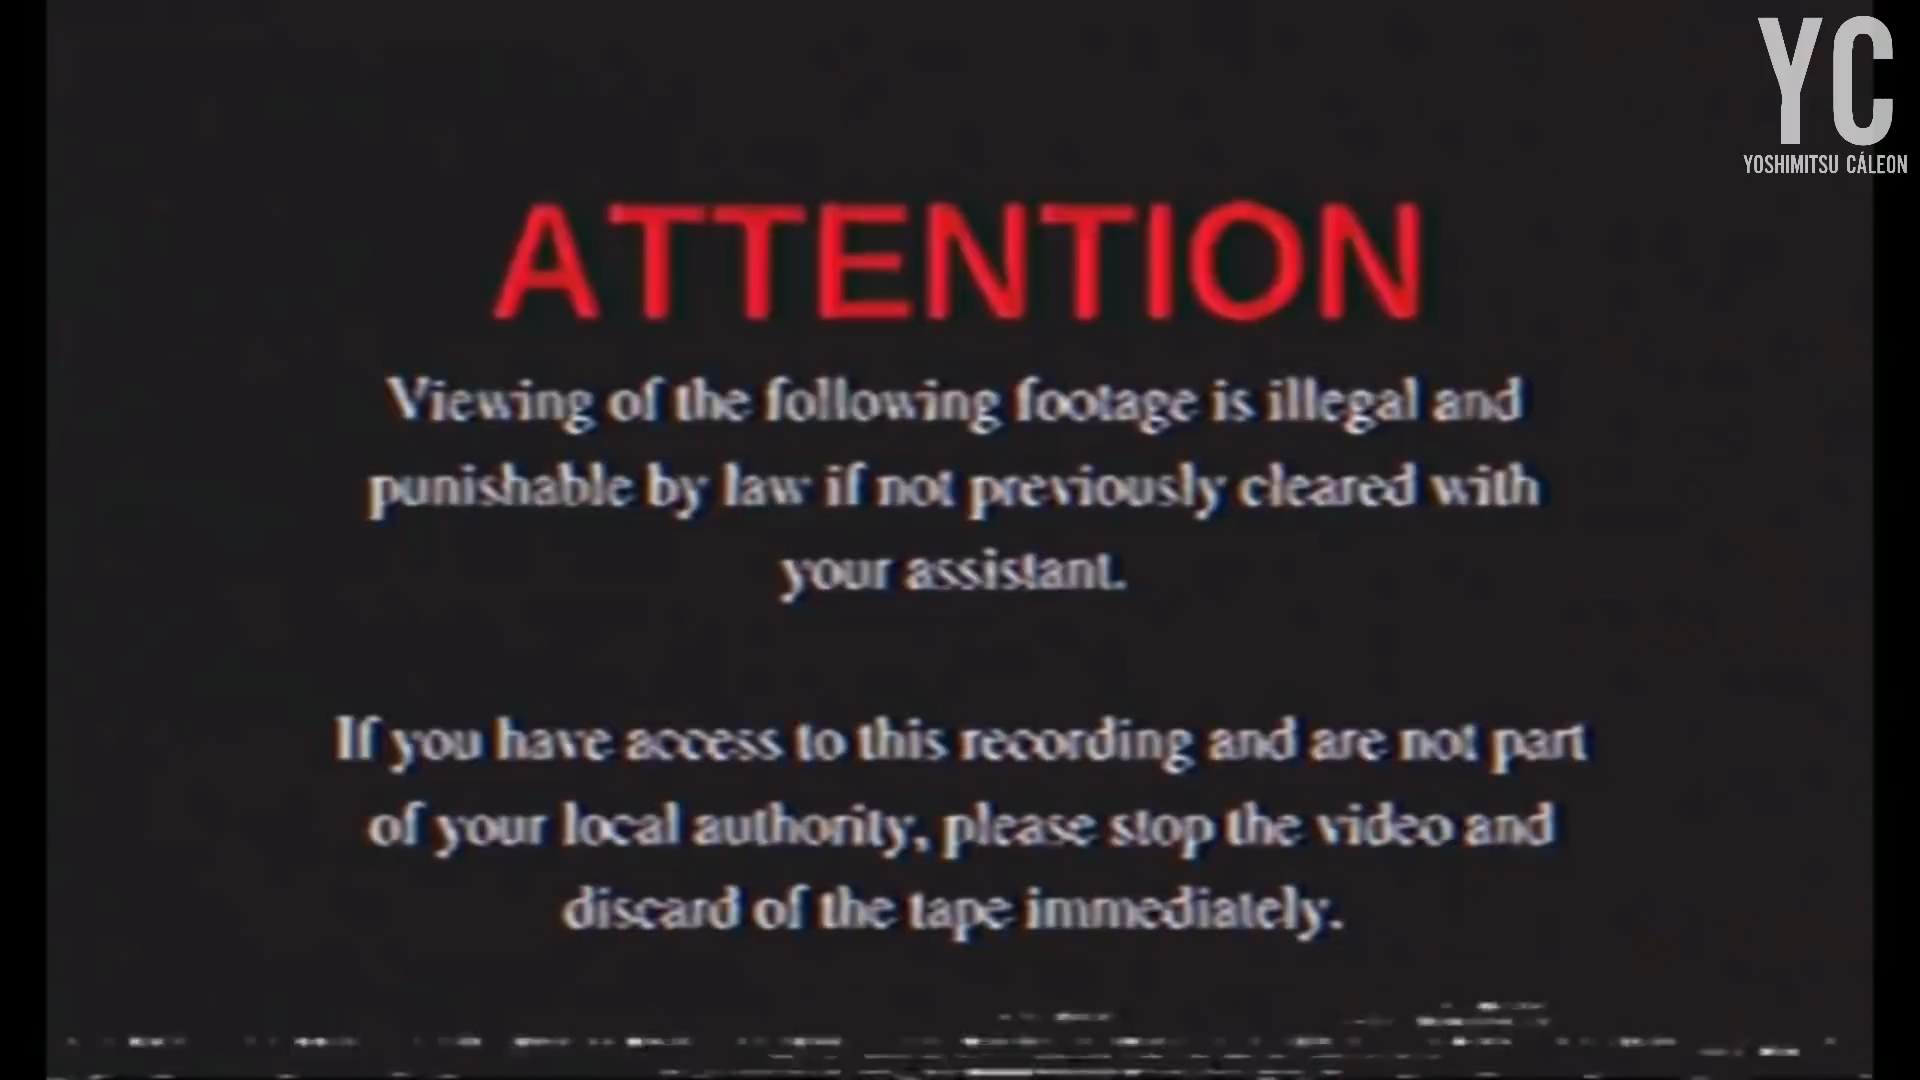 YC
YOSHIMITSU CÁLEON
ATTENTION
Viewing of the following footage is illegal and
punishable by law if not previously cleared with
your assistant.
If you have access to this recording and are not part
of your local authority, please stop the video and
discard of the tape immediately.